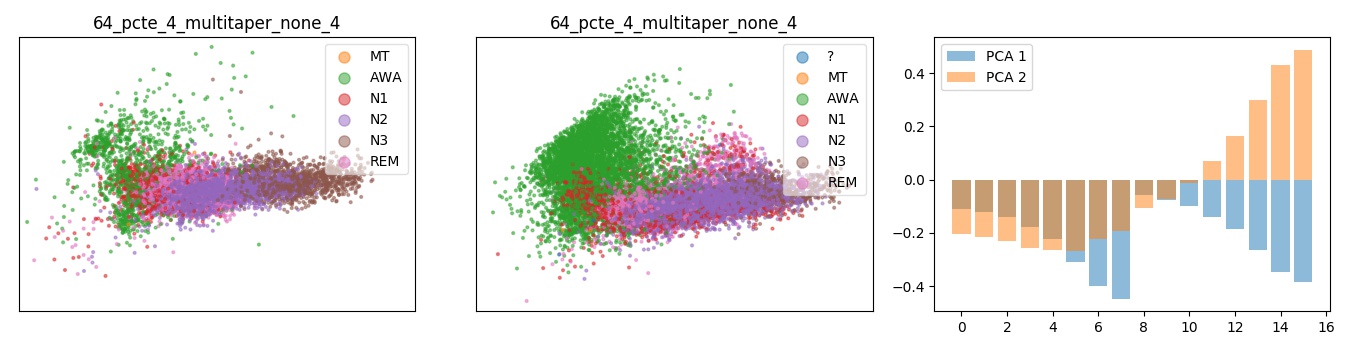 64_pcte_4_multitaper_none_4
MT
AWA
N1
N2
N3
REM
64_pcte_4_multitaper_none_4
?
MT
AWA
N1
N2
N3
REM
PCA 1
PCA 2
0.4
0.2
0.0
−0.2
−0.4
0 2 4 6 8 10 12 14 16